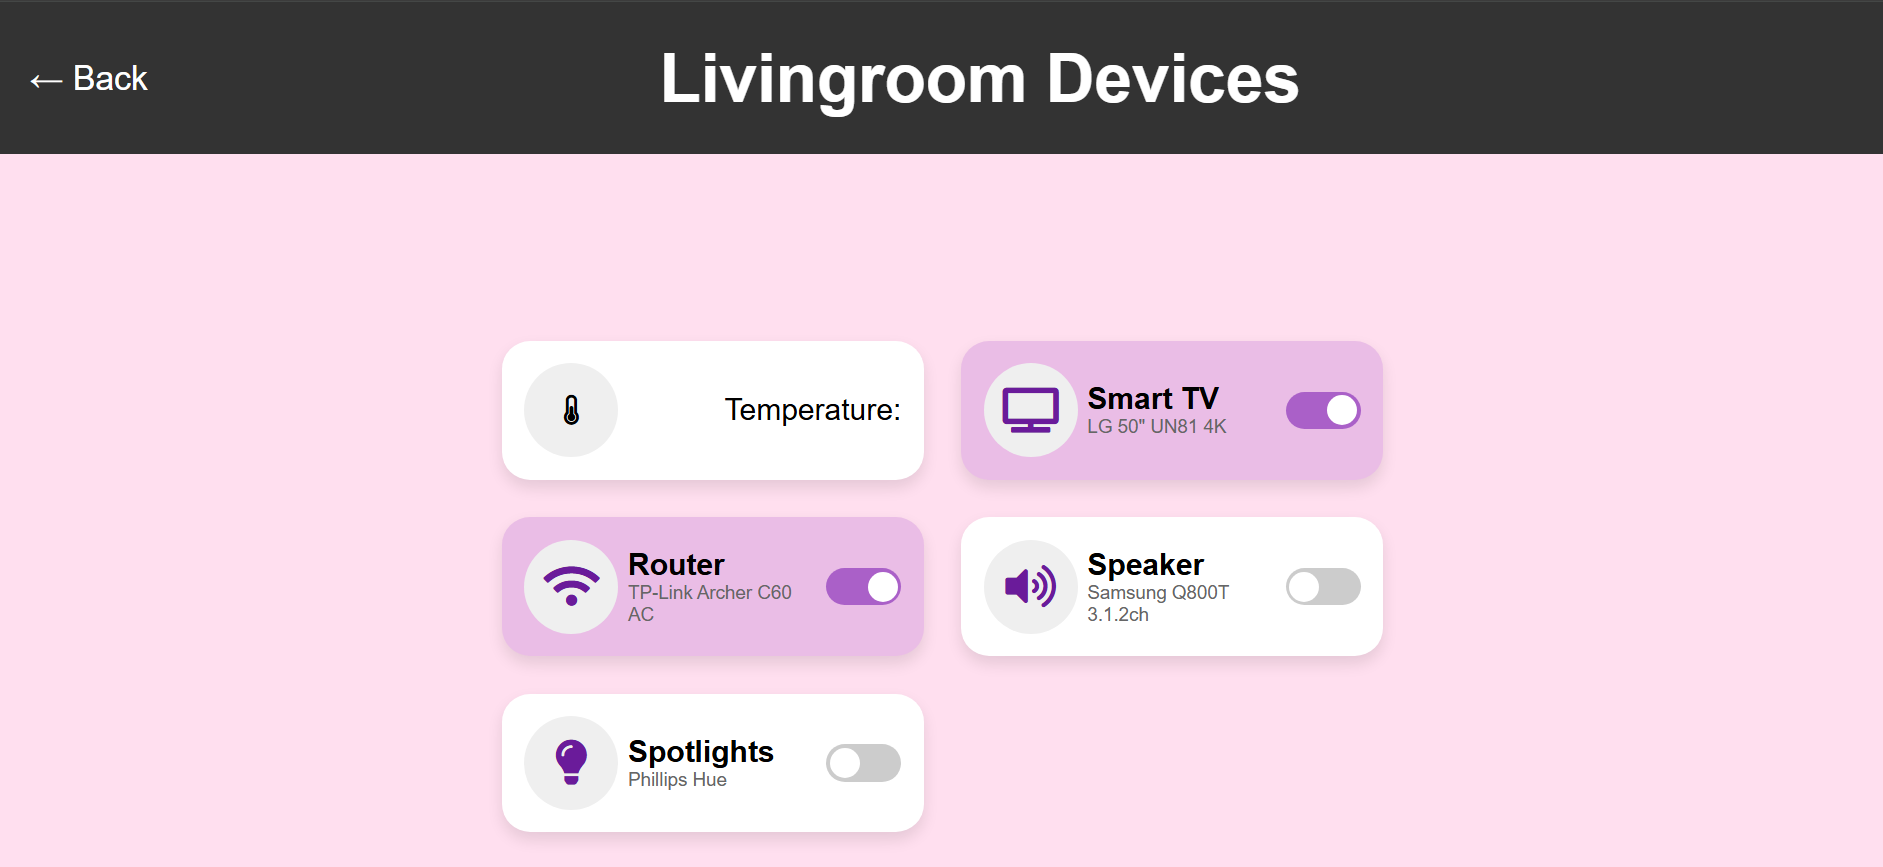 ← Back
Livingroom Devices
Temperature:
Smart TV
LG 50" UN81 4K
Router
TP-Link Archer C60
AC
Speaker
Samsung Q800T
3.1.2ch
Spotlights
Phillips Hue